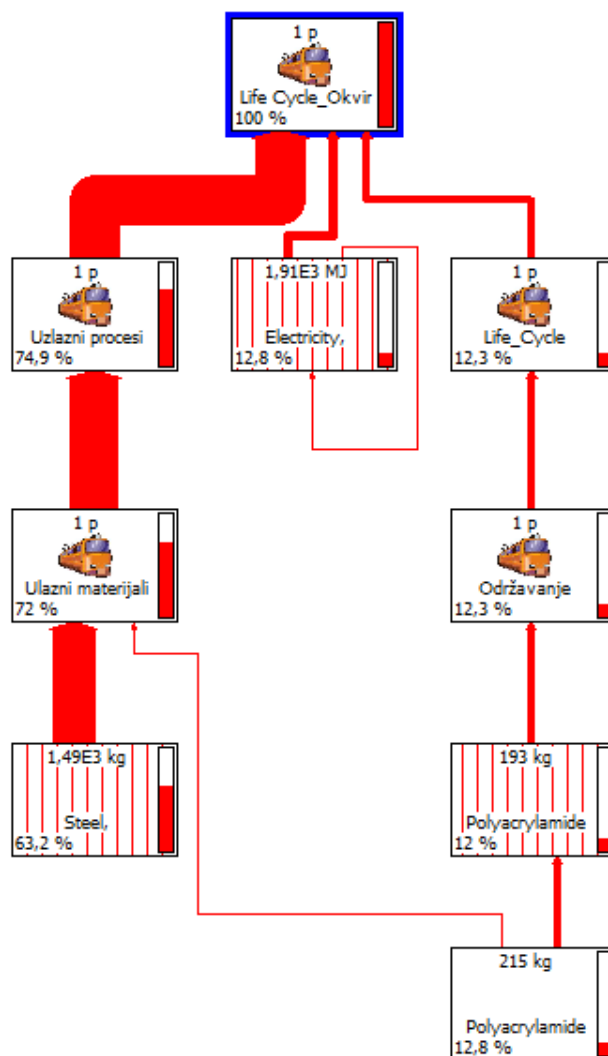 1 p
Life Cycle_Okvir
100 %
1 p
Uzlazni procesi
74,9 %
1,91E3 MJ
Electricity,
12,8 %
1 p
Life_Cycle
12,3 %
1 p
Ulazni materijali
72 %
1 p
Održavanje
12,3 %
1,49E3 kg
Steel,
63,2 %
193 kg
Polyacrylamide
12 %
215 kg
Polyacrylamide
12,8 %